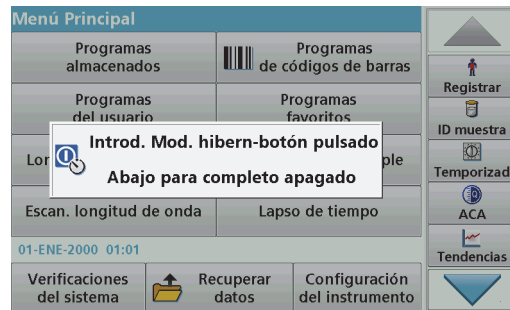 Menú Principal
Programas
almacenados
Programas
de códigos de barras
Programas
del usuario
Programas
favoritos
Introd. Mod. hibern-botón pulsado
Abajo para completo apagado
Escan. longitud de onda
Lapso de tiempo
01-ENE-2000 01:01
Verificaciones
del sistema
Recuperar
datos
Configuración
del instrumento
Registrar
ID muestra
Temporizad
ACA
Tendencias